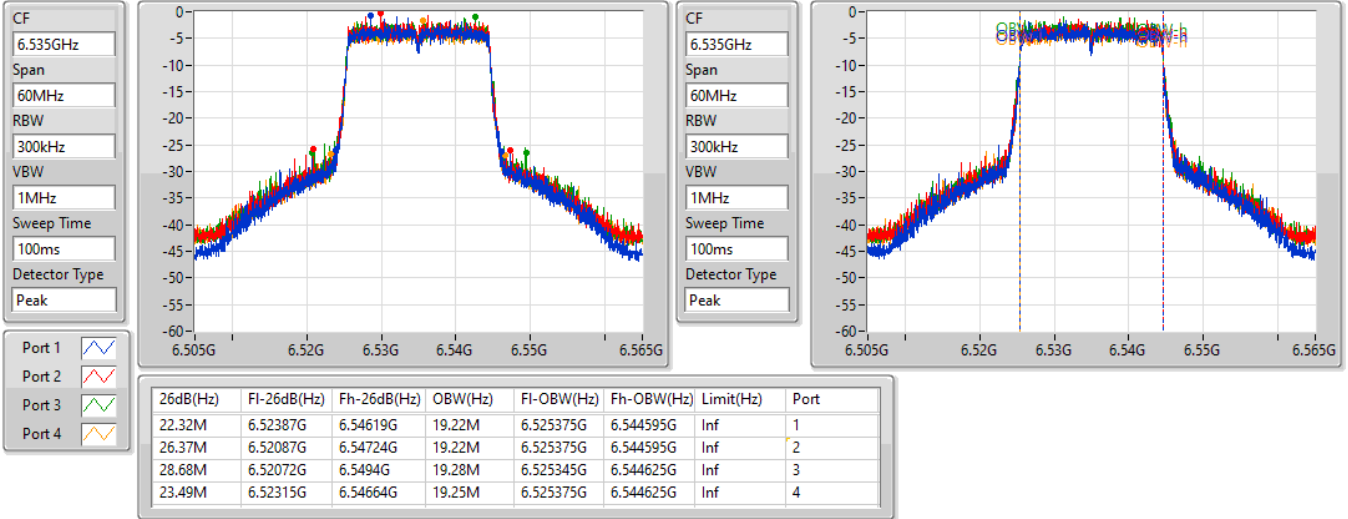 CF
6.535GHz
Span
60MHz
RBW
300kHz
VBW
1MHz
Sweep Time
100ms
Detector Type
Peak
0
-5
-10
-15
-20
-25
-30
-35
-40
-45
-50
-55
-60
6.505G 6.52G 6.53G 6.54G 6.55G 6.565G
CF
6.535GHz
Span
60MHz
RBW
300kHz
VBW
1MHz
Sweep Time
100ms
Detector Type
Peak
0
-5
-10
-15
-20
-25
-30
-35
-40
-45
-50
-55
-60
6.505G 6.52G 6.53G 6.54G 6.55G 6.565G
Port 1
Port 2
Port 3
Port 4
26dB(Hz) Fl-26dB(Hz) Fh-26dB(Hz) OBW(Hz) Fl-OBW(Hz) Fh-OBW(Hz) Limit(Hz) Port
22.32M 6.52387G 6.54619G 19.22M 6.525375G 6.544595G Inf 1
26.37M 6.52087G 6.54724G 19.22M 6.525375G 6.544595G Inf 2
28.68M 6.52072G 6.5494G 19.28M 6.525345G 6.544625G Inf 3
23.49M 6.52315G 6.54664G 19.25M 6.525375G 6.544625G Inf 4